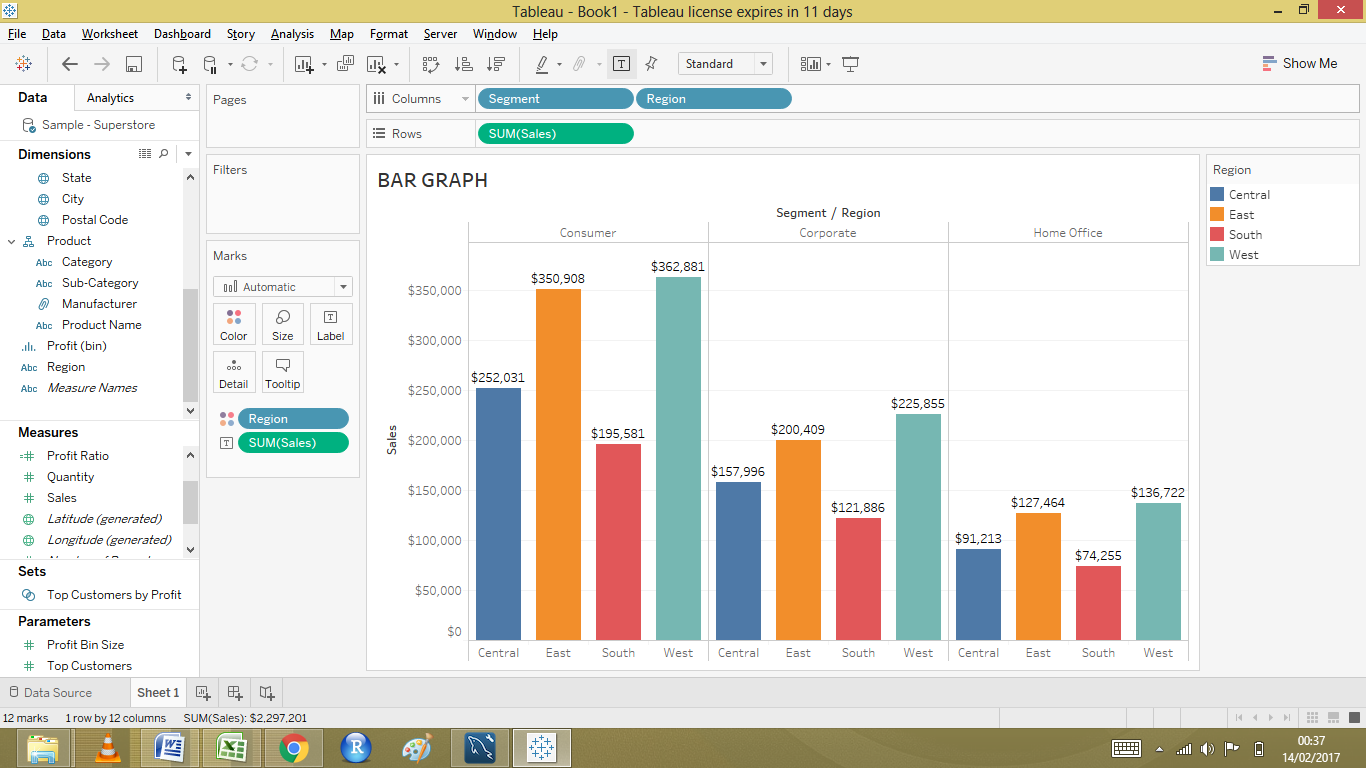 Tableau - Book1 - Tableau license expires in 11 days
File Data Worksheet Dashboard Story Analysis Map Format Server Window Help
Standard
Show Me
Data Analytics
Sample - Superstore
Dimensions
State
City
Postal Code
Product
Abc Category
Abc Sub-Category
Manufacturer
Abc Product Name
Profit (bin)
Abc Region
Abc Measure Names
Measures
Profit Ratio
Quantity
Sales
Latitude (generated)
Longitude (generated)
Sets
Top Customers by Profit
Parameters
Profit Bin Size
Top Customers
Pages
Filters
Marks
Automatic
Color Size Label
Detail Tooltip
Region
SUM(Sales)
Columns Segment Region
Rows SUM(Sales)
BAR GRAPH
Segment / Region
Consumer Corporate Home Office
$362,881
$350,908
$350,000
$300,000
$252,031
$250,000
$225,855
$195,581 $200,409
$200,000
$157,996
$150,000
$136,722
$121,886 $127,464
$100,000
$91,213
$74,255
$50,000
$0
Sales
Central East South West Central East South West Central East South West
Region
Central
East
South
West
Data Source Sheet 1
12 marks 1 row by 12 columns SUM(Sales): $2,297,201
00:37
14/02/2017